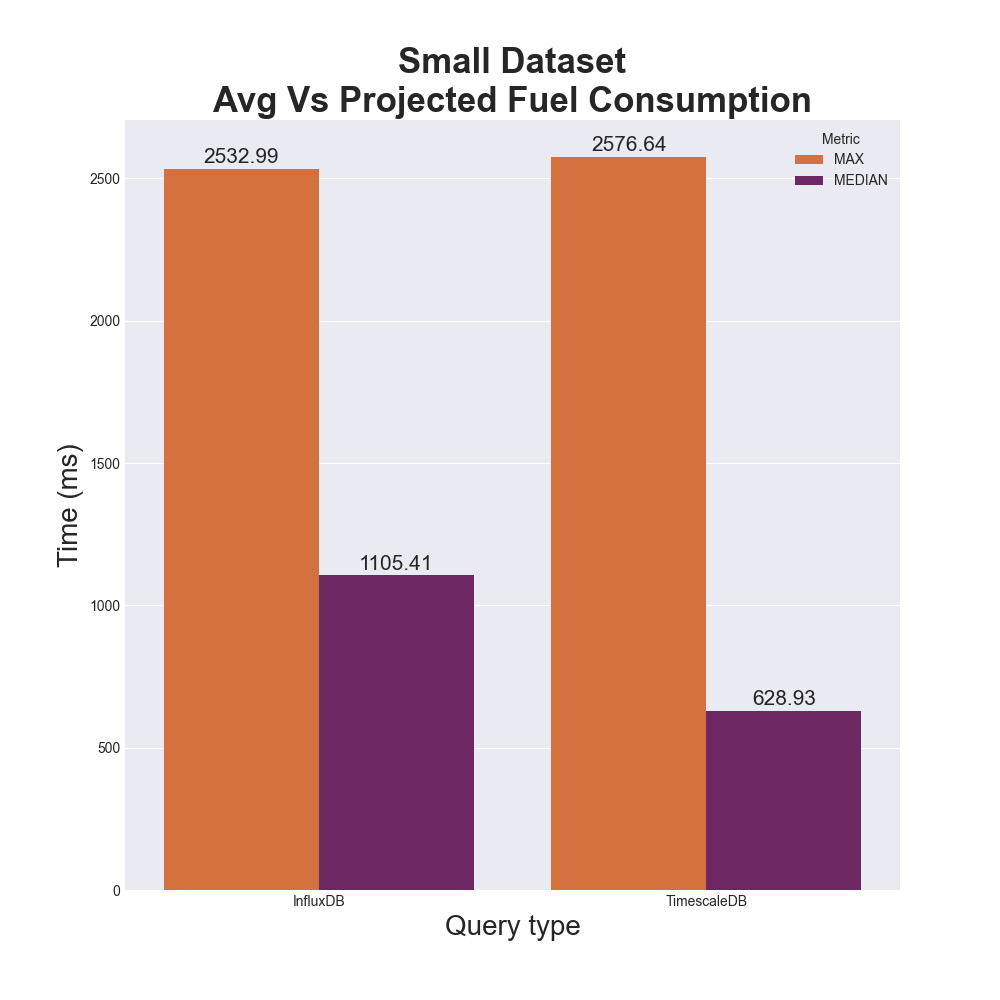 Small Dataset
Avg Vs Projected Fuel Consumption
Metric
MAX
MEDIAN
2532.99
2576.64
1105.41
628.93
Time (ms)
2500
2000
1500
1000
500
0
InfluxDB
TimescaleDB
Query type